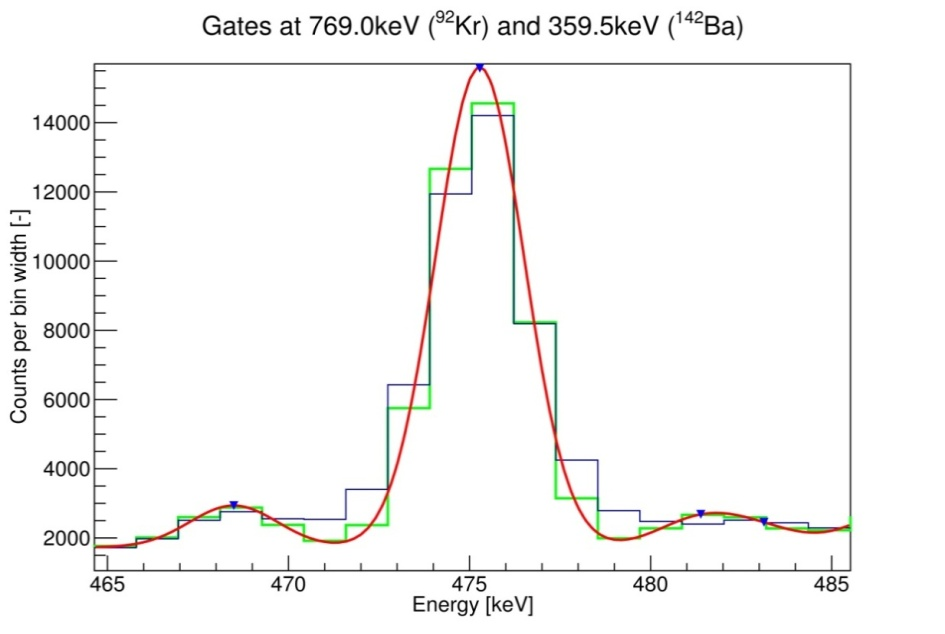 Gates at 769.0keV (⁹²Kr) and 359.5keV (¹⁴²Ba)
Counts per bin width [-]
14000
12000
10000
8000
6000
4000
2000
465 470 475 480 485
Energy [keV]